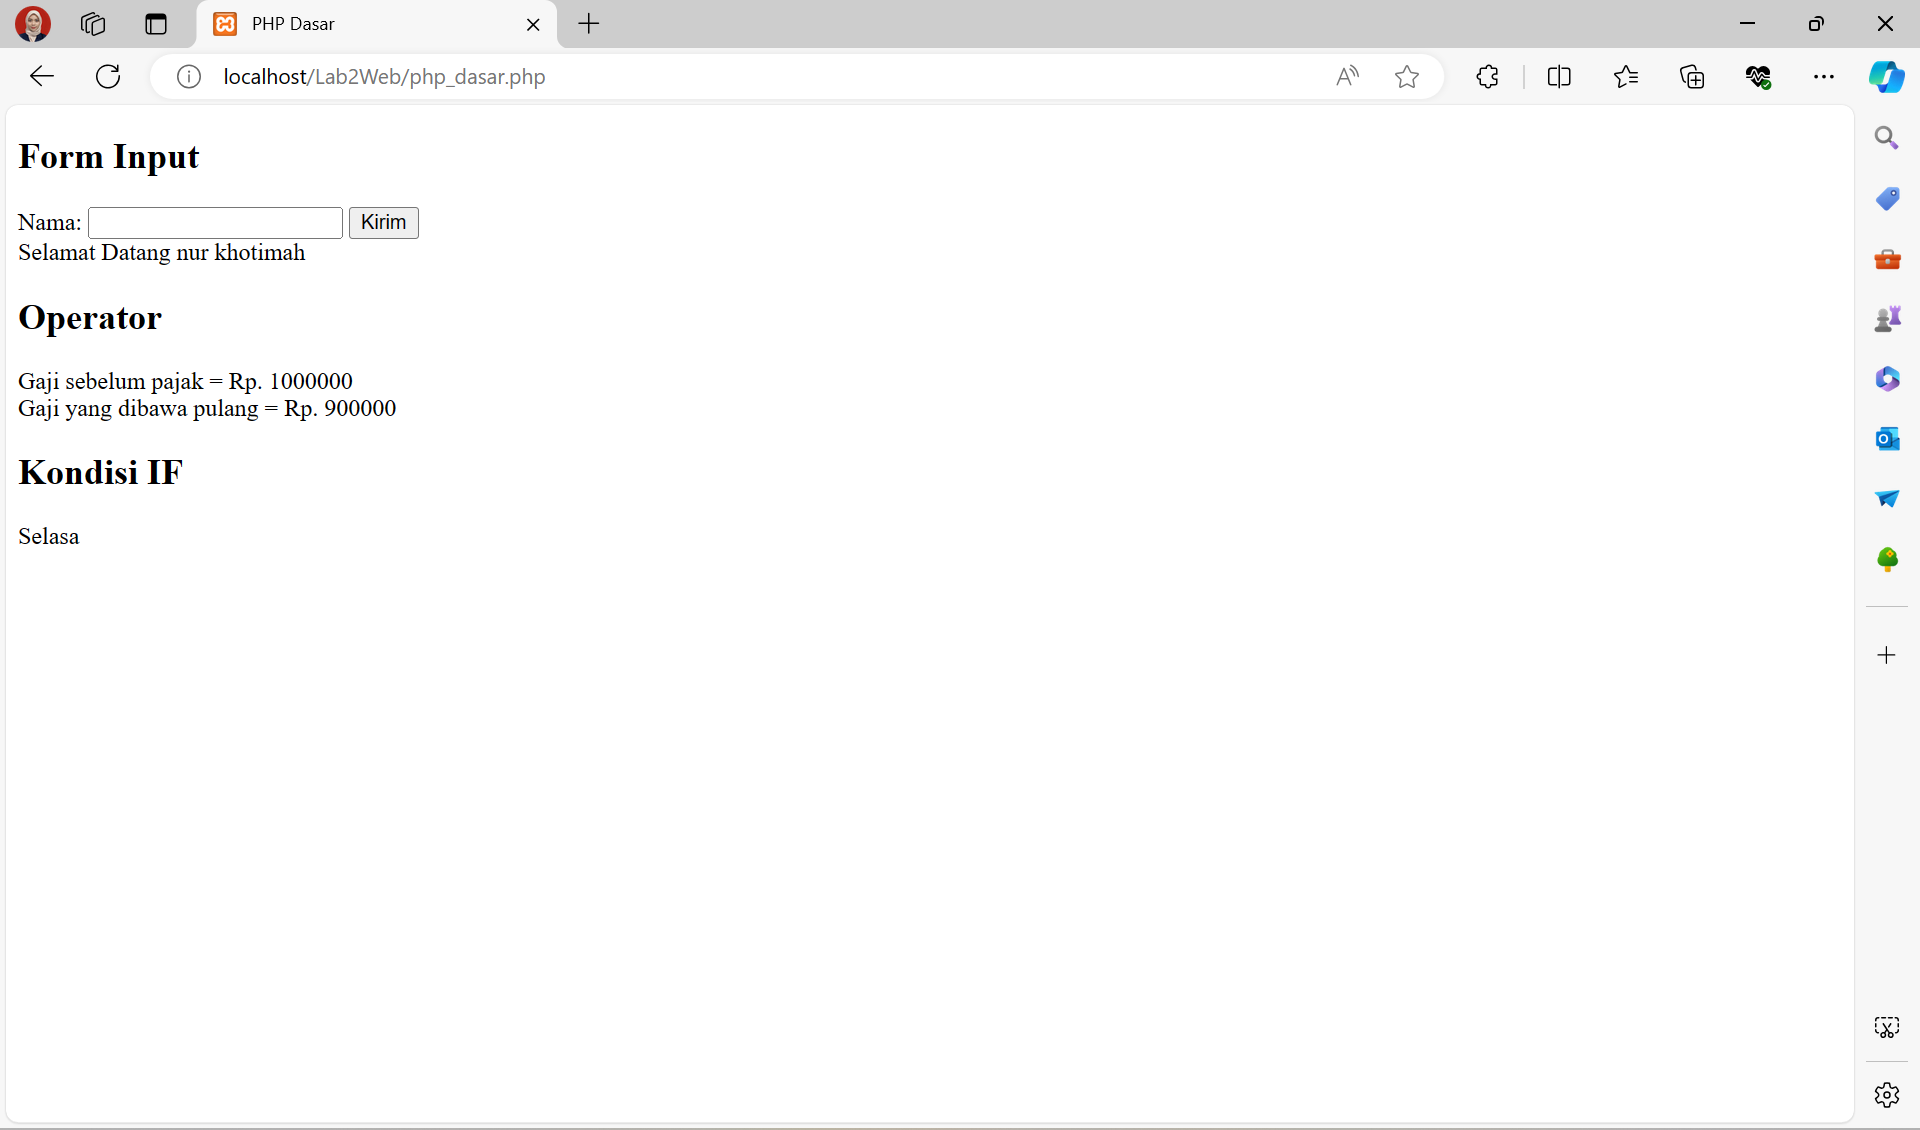 PHP Dasar
localhost/Lab2Web/php_dasar.php
Form Input
Nama: Kirim
Selamat Datang nur khotimah
Operator
Gaji sebelum pajak = Rp. 1000000
Gaji yang dibawa pulang = Rp. 900000
Kondisi IF
Selasa